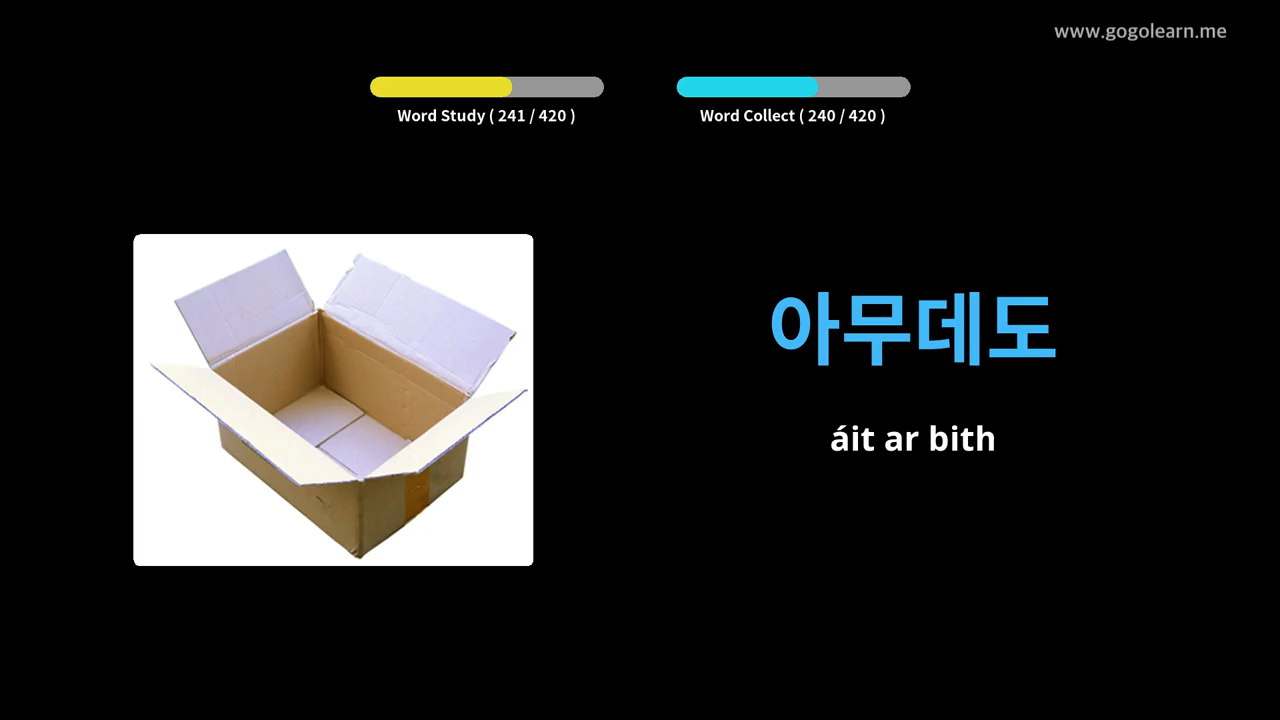 www.gogolearn.me
Word Study ( 241 / 420 )
Word Collect ( 240 / 420 )
아무데도
áit ar bith